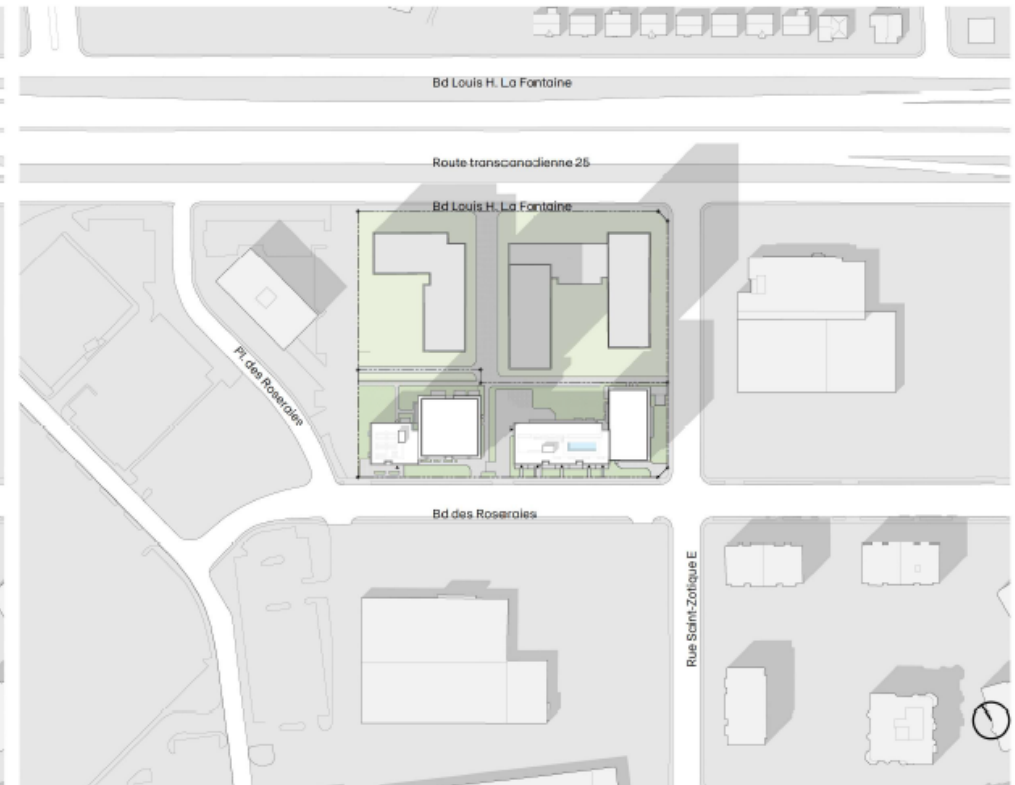 Bd Louis H. La Fontaine
Route transcanadienne 25
Bd Louis H. La Fontaine
Pl. des Roseraies
Bd des Roseraies
Rue Saint-Zotique E